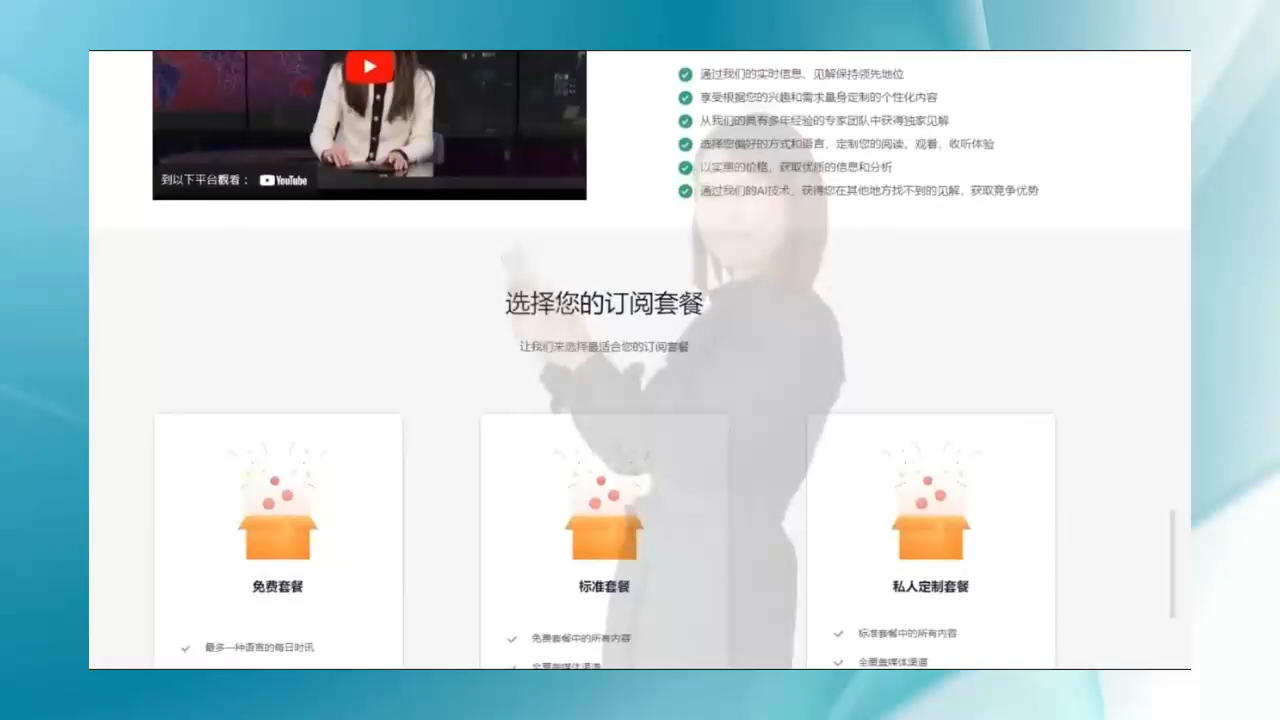 到以下平台觀看： YouTube
通过我们的实时信息、见解保持领先地位
享受根据您的兴趣和需求量身定制的个性化内容
从我们的具有多年经验的专家团队中获得独家见解
选择您偏好的方式和语言，定制您的阅读、观看、收听体验
以实惠的价格，获取优质的信息和分析
通过我们的AI技术，获得您在其他地方找不到的见解，获取竞争优势
选择您的订阅套餐
让我们来选择最适合您的订阅套餐
免费套餐
最多一种语言的每日时讯
标准套餐
免费套餐中的所有内容
全覆盖媒体渠道
私人定制套餐
标准套餐中的所有内容
全覆盖媒体渠道